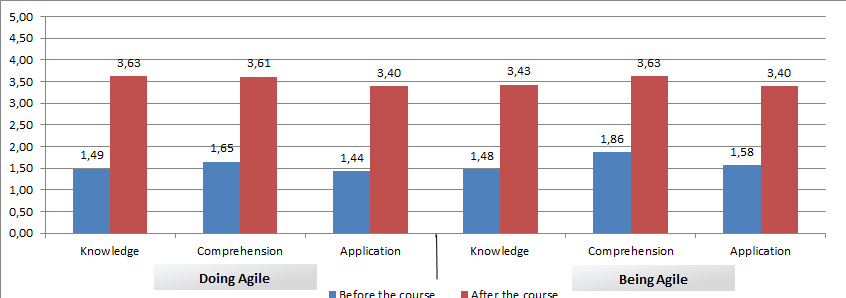 5,00
4,50
4,00
3,50
3,00
2,50
2,00
1,50
1,00
0,50
0,00
3,63 3,61 3,40 3,43 3,63 3,40
1,49 1,65 1,44 1,48 1,86 1,58
Knowledge Comprehension Application Knowledge Comprehension Application
Doing Agile Being Agile
Before the course After the course